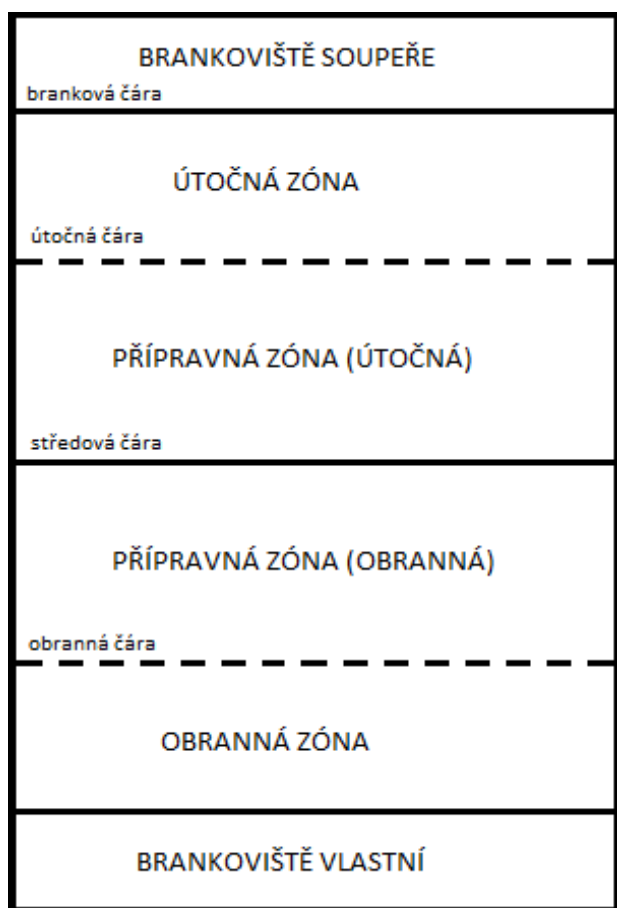 BRANKOVIŠTĚ SOUPEŘE
branková čára
ÚTOČNÁ ZÓNA
útočná čára
PŘÍPRAVNÁ ZÓNA (ÚTOČNÁ)
středová čára
PŘÍPRAVNÁ ZÓNA (OBRANNÁ)
obranná čára
OBRANNÁ ZÓNA
BRANKOVIŠTĚ VLASTNÍ